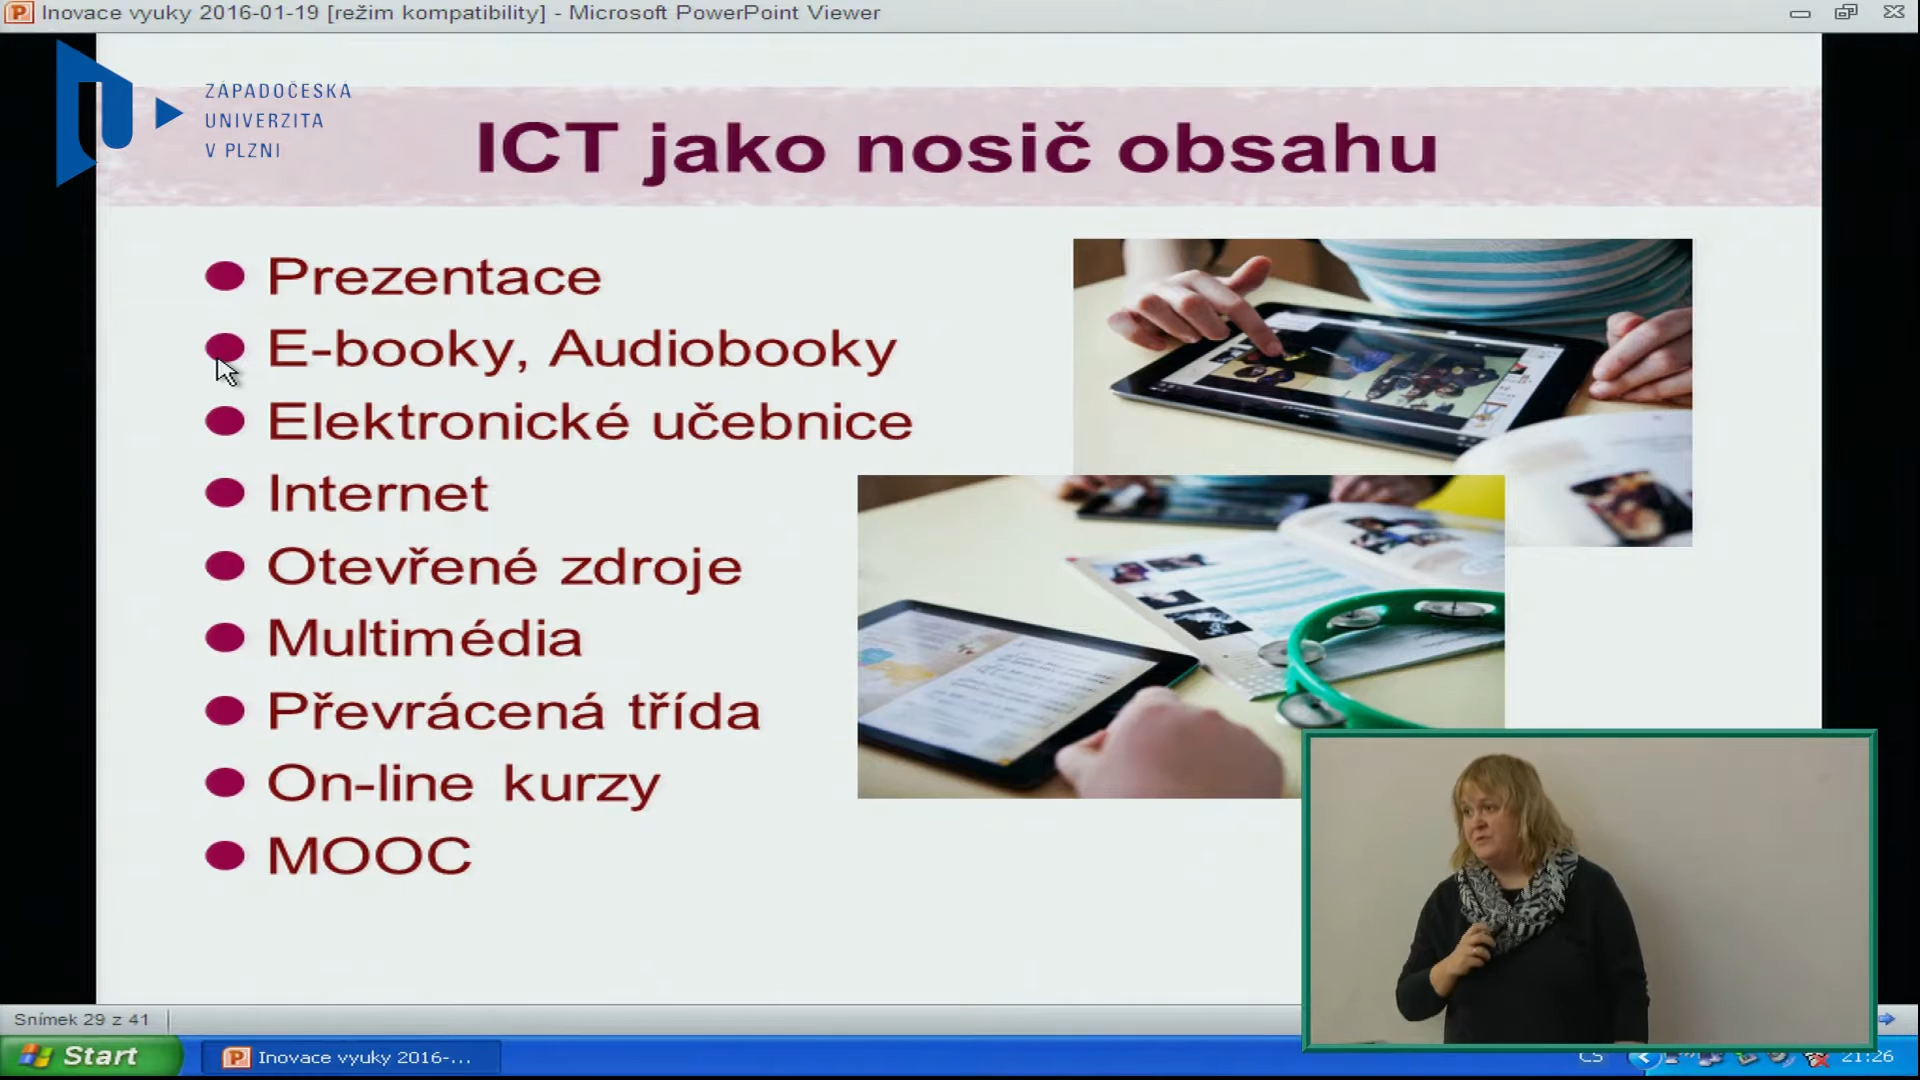 Inovace vyuky 2016-01-19 [režim kompatibility] - Microsoft PowerPoint Viewer
ZÁPADOČESKÁ
UNIVERZITA
V PLZNI
ICT jako nosič obsahu
Prezentace
E-booky, Audiobooky
Elektronické učebnice
Internet
Otevřené zdroje
Multimédia
Převrácená třída
On-line kurzy
MOOC
Snímek 29 z 41
Start
Inovace vyuky 2016-...
CS
21:26